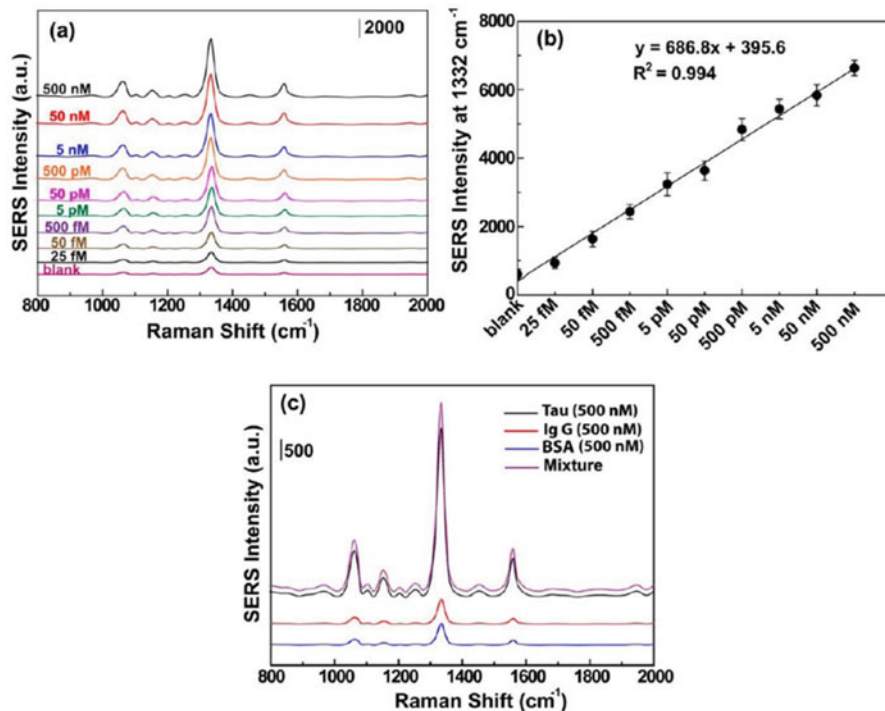 (a)
2000
500 nM
50 nM
5 nM
500 pM
50 pM
5 pM
500 fM
50 fM
25 fM
blank
SERS Intensity (a.u.)
800 1000 1200 1400 1600 1800 2000
Raman Shift (cm-1)
(b)
y = 686.8x + 395.6
R2 = 0.994
SERS Intensity at 1332 cm-1
8000
6000
4000
2000
0
blank
25 fM
50 fM
500 fM
5 pM
50 pM
500 pM
5 nM
50 nM
500 nM
(c)
500
Tau (500 nM)
Ig G (500 nM)
BSA (500 nM)
Mixture
SERS Intensity (a.u.)
800 1000 1200 1400 1600 1800 2000
Raman Shift (cm-1)